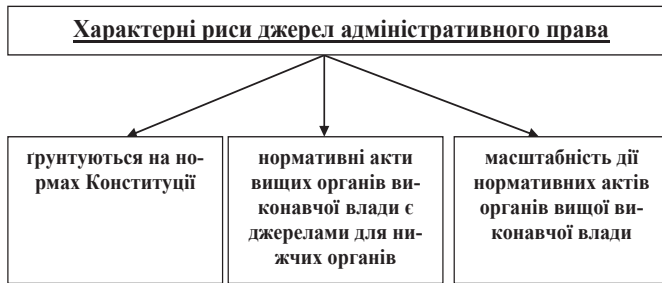 Характерні риси джерел адміністративного права
ґрунтуються на но-
рмах Конституції
нормативні акти
вищих органів ви-
конавчої влади є
джерелами для ни-
жчих органів
масштабність дії
нормативних актів
органів вищої ви-
конавчої влади